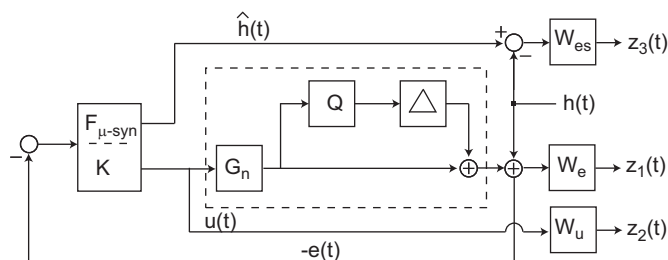 ĥ(t)
+
−
W_es
z_3(t)
Q
△
h(t)
F_μ-syn
K
−
G_n
+
+
W_e
z_1(t)
u(t)
W_u
z_2(t)
-e(t)